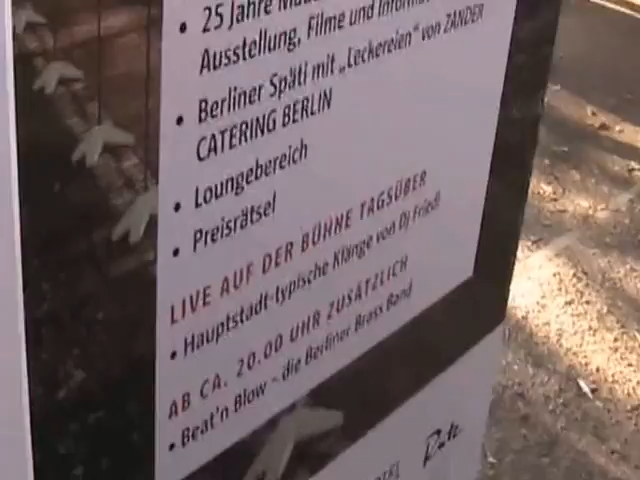 • 25 Jahre
Ausstellung, Filme und
• Berliner Späti mit „Leckereien“ von ZANDER
CATERING BERLIN
• Loungebereich
• Preisrätsel
LIVE AUF DER BÜHNE TAGSÜBER
• Hauptstadt-typische Klänge von DJ Friedl
AB CA. 20.00 UHR ZUSÄTZLICH
• Beat'n Blow - die Berliner Brass Band